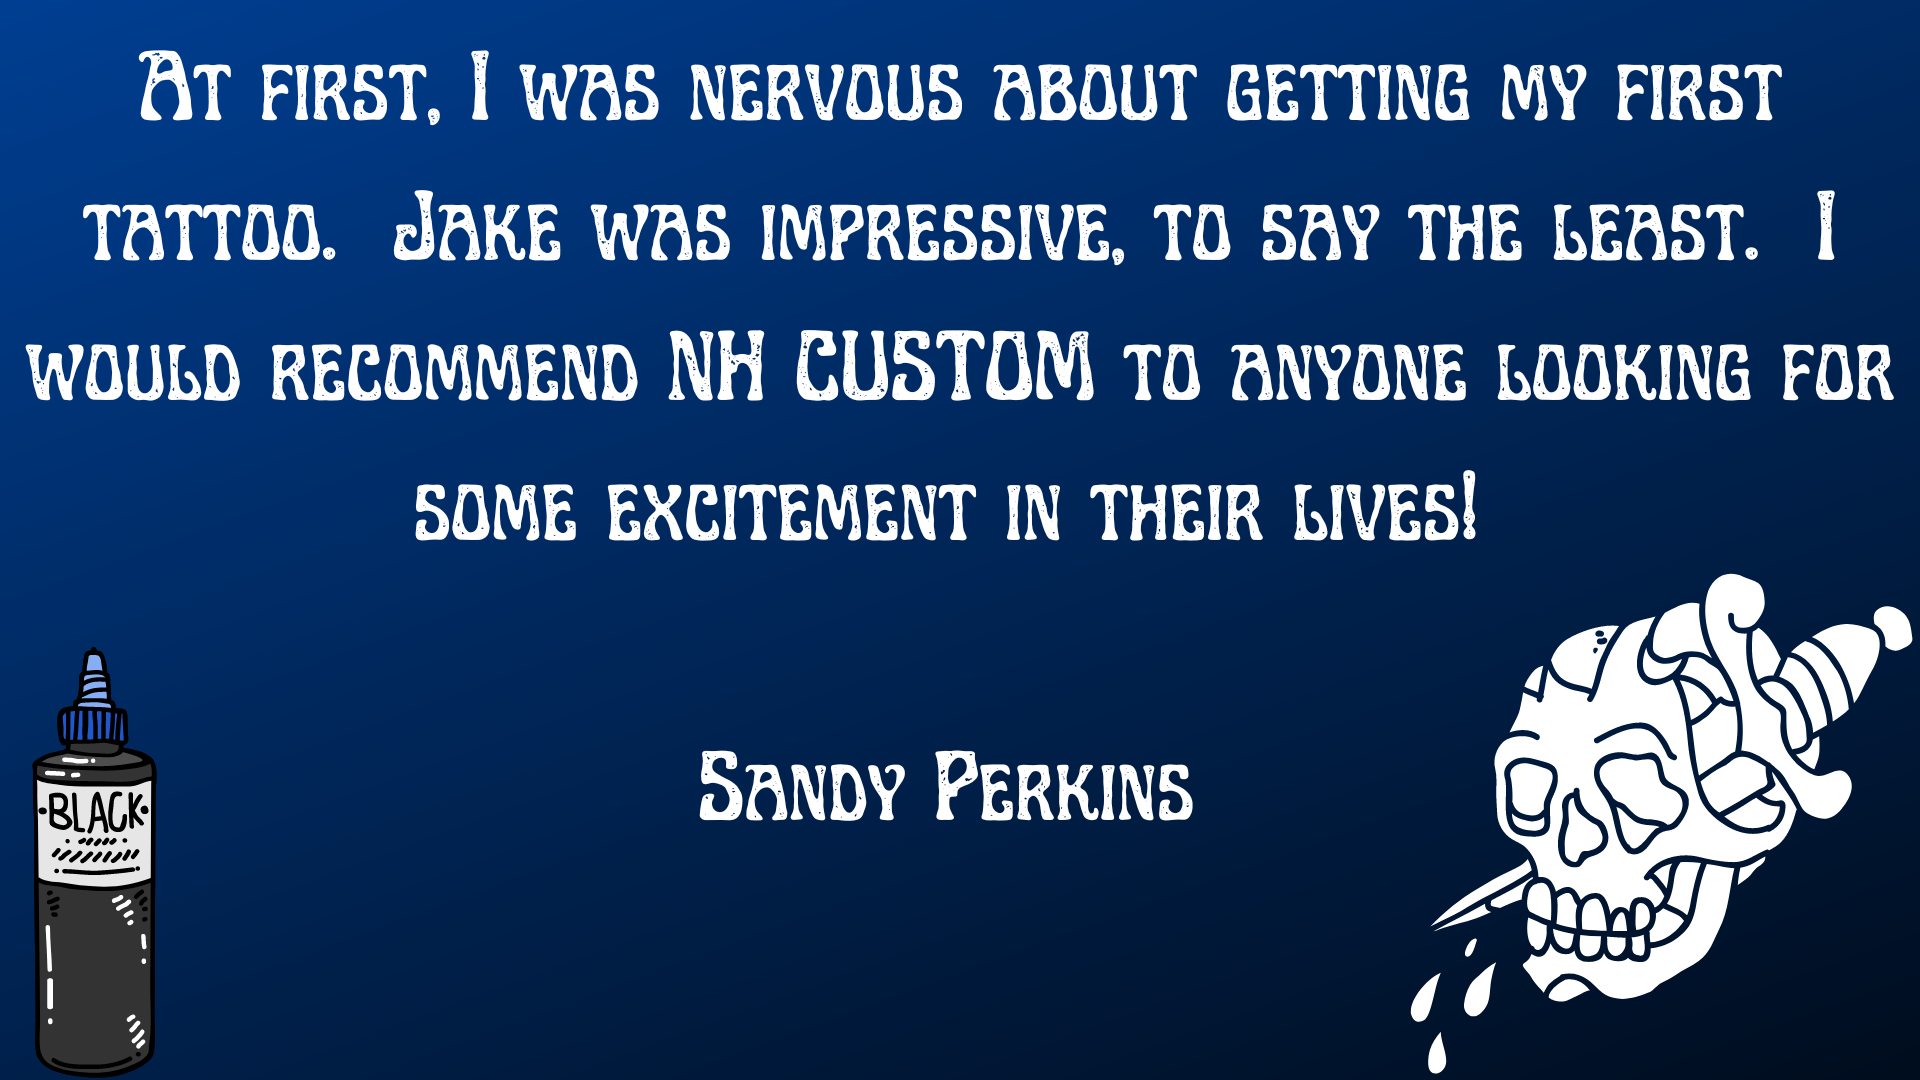 At first, I was nervous about getting my first
tattoo. Jake was impressive, to say the least. I
would recommend NH CUSTOM to anyone looking for
some excitement in their lives!
Sandy Perkins
BLACK